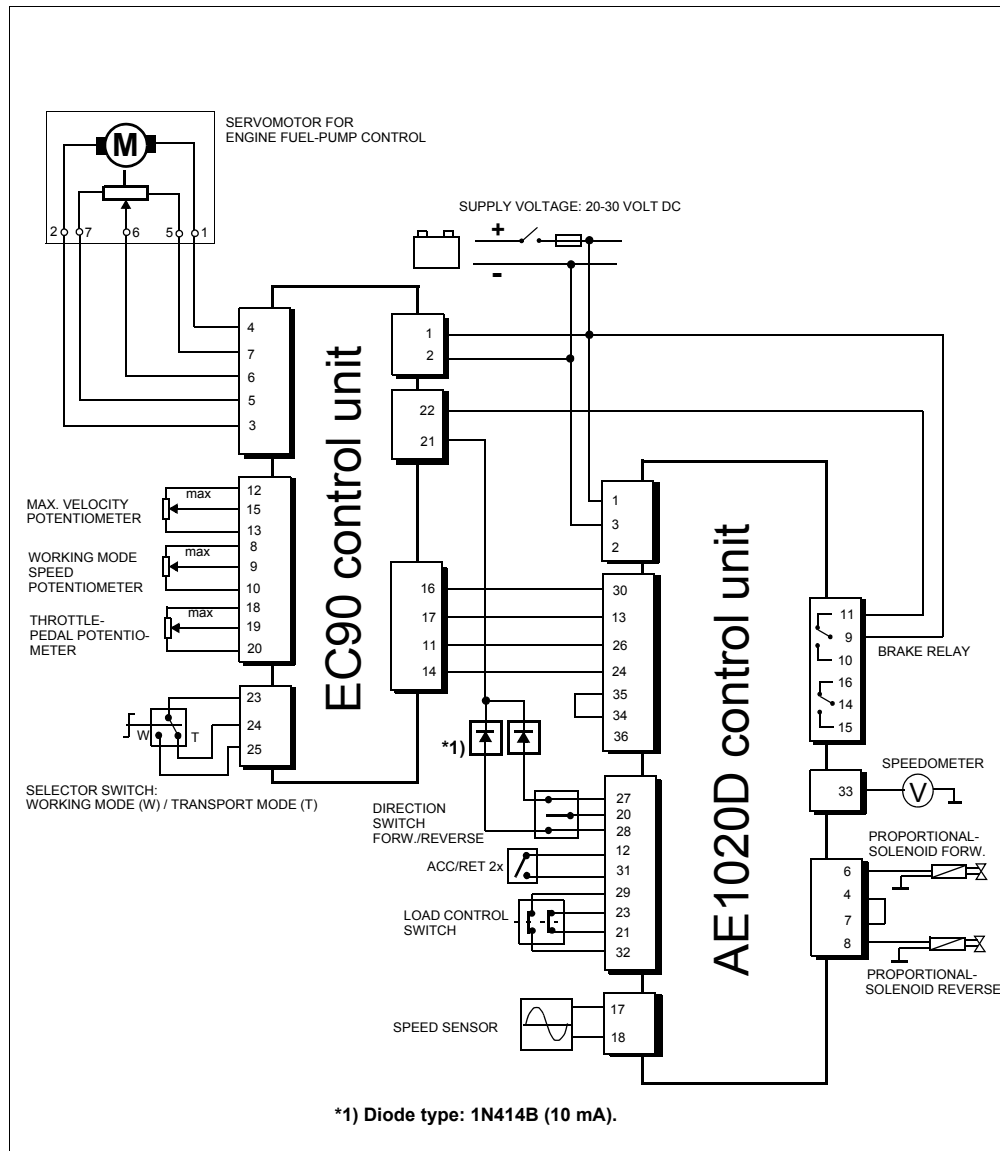 SERVOMOTOR FOR
ENGINE FUEL-PUMP CONTROL
M
2 7 6 5 1
SUPPLY VOLTAGE: 20-30 VOLT DC
+
-
EC90 control unit
4
7
6
5
3
1
2
22
21
MAX. VELOCITY
POTENTIOMETER
max
12
15
13
WORKING MODE
SPEED
POTENTIOMETER
max
8
9
10
THROTTLE-
PEDAL POTENTIO-
METER
max
18
19
20
16
17
11
14
23
24
25
W
T
SELECTOR SWITCH:
WORKING MODE (W) / TRANSPORT MODE (T)
*1)
AE1020D control unit
1
3
2
30
13
26
24
35
34
36
DIRECTION
SWITCH
FORW./REVERSE
27
20
28
ACC/RET 2x
12
31
LOAD CONTROL
SWITCH
29
23
21
32
SPEED SENSOR
17
18
11
9
10
16
14
15
BRAKE RELAY
SPEEDOMETER
33
V
PROPORTIONAL-
SOLENOID FORW.
6
4
7
8
PROPORTIONAL-
SOLENOID REVERSE
*1) Diode type: 1N414B (10 mA).